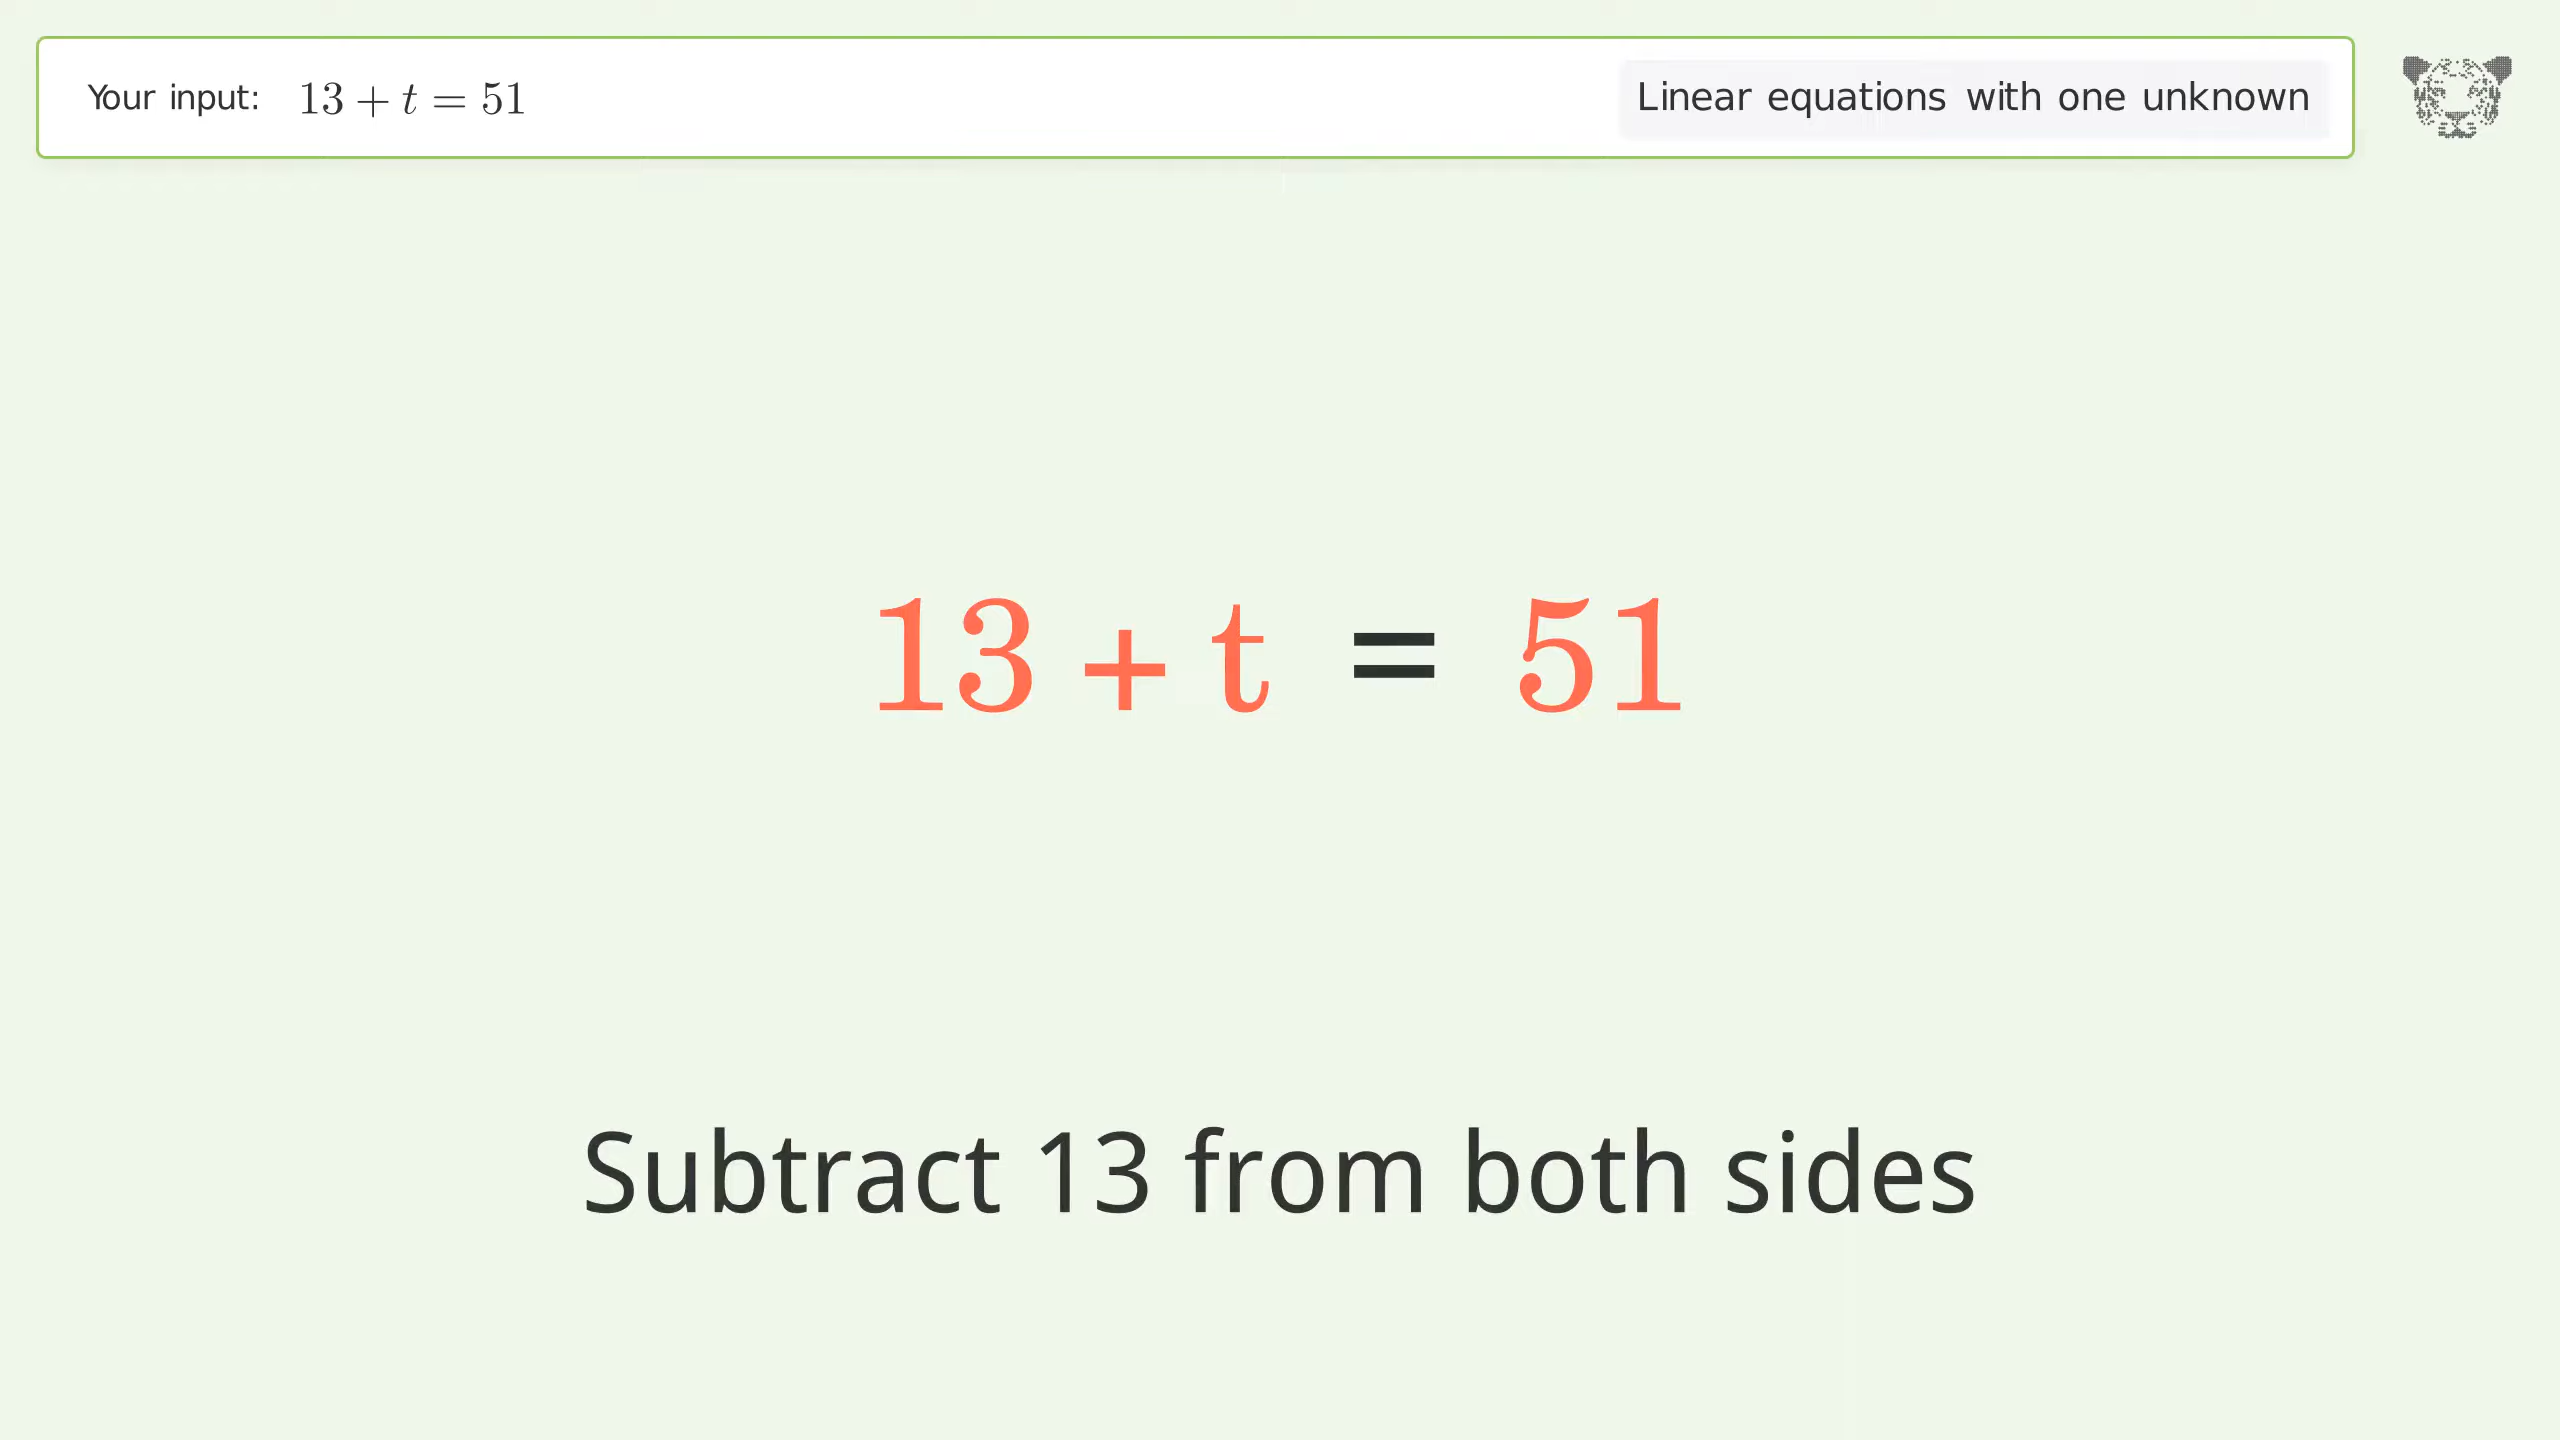 Your input: 13 + t = 51
Linear equations with one unknown
13 + t = 51
Subtract 13 from both sides